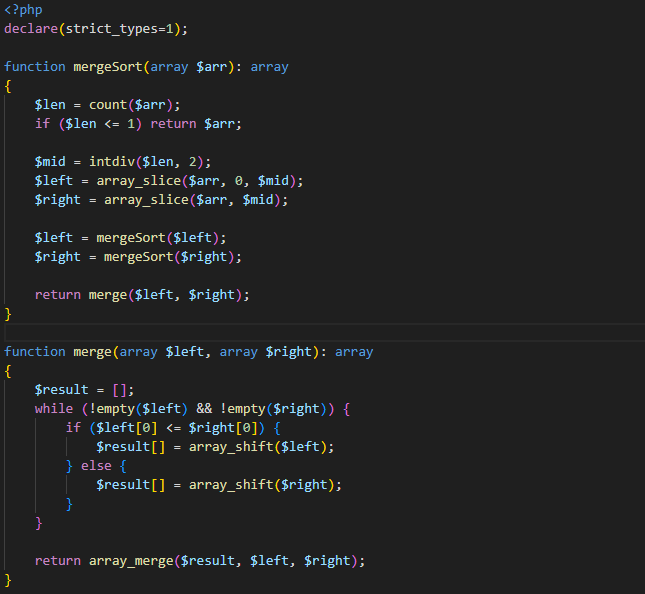 <?php
declare(strict_types=1);

function mergeSort(array $arr): array
{
    $len = count($arr);
    if ($len <= 1) return $arr;

    $mid = intdiv($len, 2);
    $left = array_slice($arr, 0, $mid);
    $right = array_slice($arr, $mid);

    $left = mergeSort($left);
    $right = mergeSort($right);

    return merge($left, $right);
}

function merge(array $left, array $right): array
{
    $result = [];
    while (!empty($left) && !empty($right)) {
        if ($left[0] <= $right[0]) {
            $result[] = array_shift($left);
        } else {
            $result[] = array_shift($right);
        }
    }

    return array_merge($result, $left, $right);
}